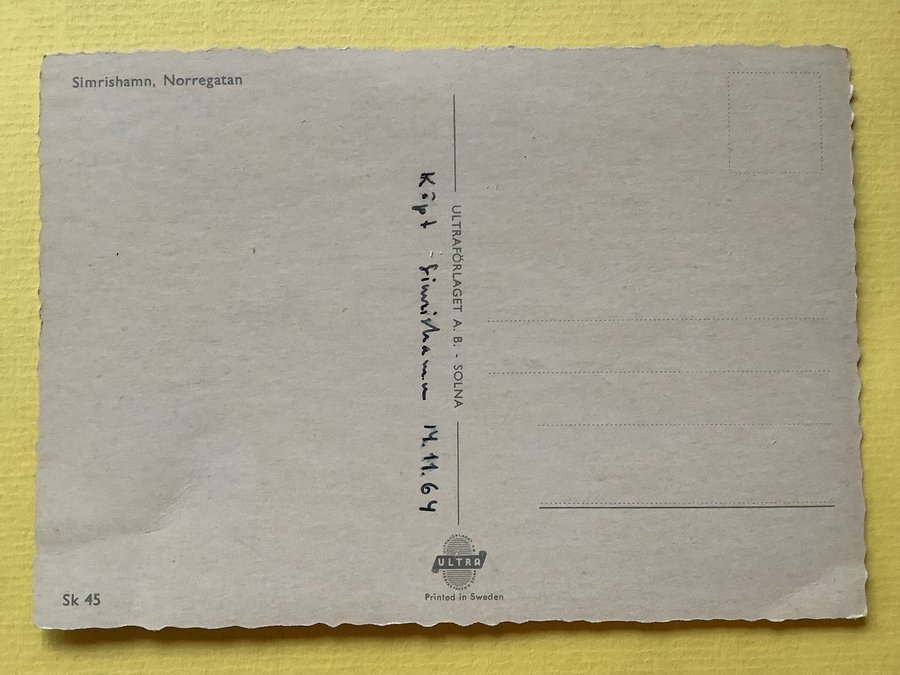 Simrishamn, Norregatan
Köpt i Simrishamn 14.11.64
ULTRAFÖRLAGET A. B. - SOLNA
ULTRA
Printed in Sweden
Sk 45